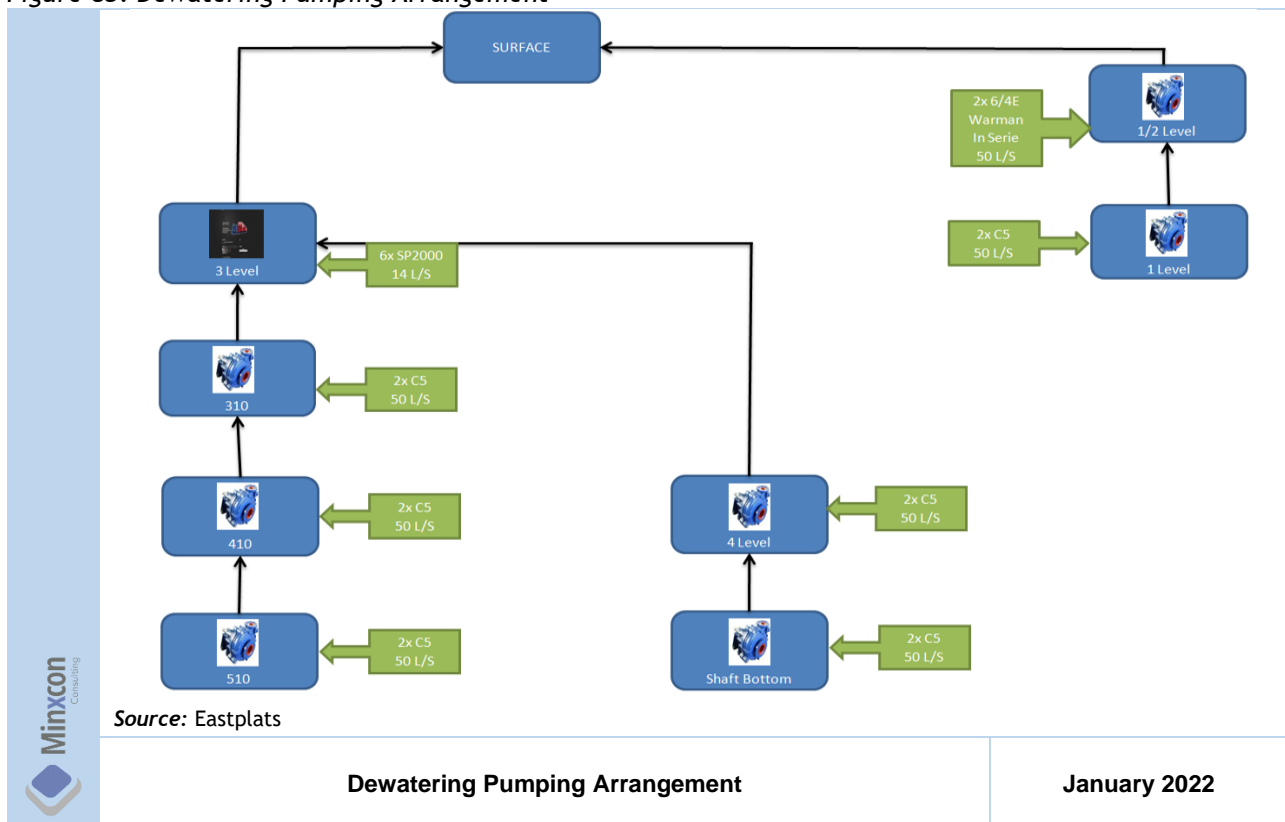 SURFACE
2x 6/4E
Warman
In Serie
50 L/S
1/2 Level
2x C5
50 L/S
1 Level
6x SP2000
14 L/S
3 Level
2x C5
50 L/S
310
2x C5
50 L/S
410
2x C5
50 L/S
4 Level
2x C5
50 L/S
510
2x C5
50 L/S
Shaft Bottom
Source: Eastplats
Minxcon
Consulting
Dewatering Pumping Arrangement
January 2022